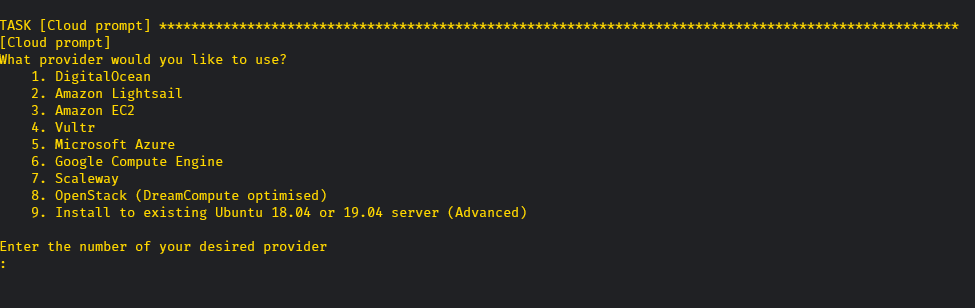 TASK [Cloud prompt] ****************************************************************************************************
[Cloud prompt]
What provider would you like to use?
    1. DigitalOcean
    2. Amazon Lightsail
    3. Amazon EC2
    4. Vultr
    5. Microsoft Azure
    6. Google Compute Engine
    7. Scaleway
    8. OpenStack (DreamCompute optimised)
    9. Install to existing Ubuntu 18.04 or 19.04 server (Advanced)

Enter the number of your desired provider
: